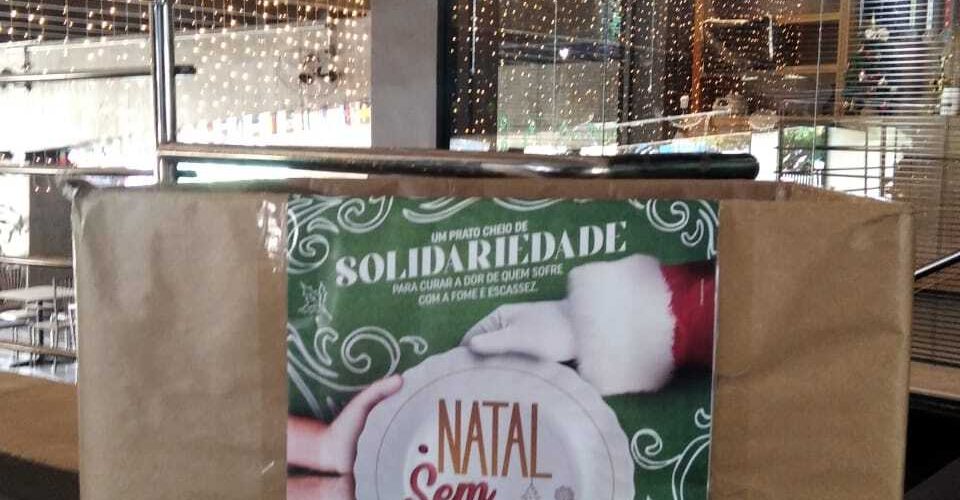 UM PRATO CHEIO DE
SOLIDARIEDADE
PARA CURAR A DOR DE QUEM SOFRE
COM A FOME E ESCASSEZ.
NATAL
Sem